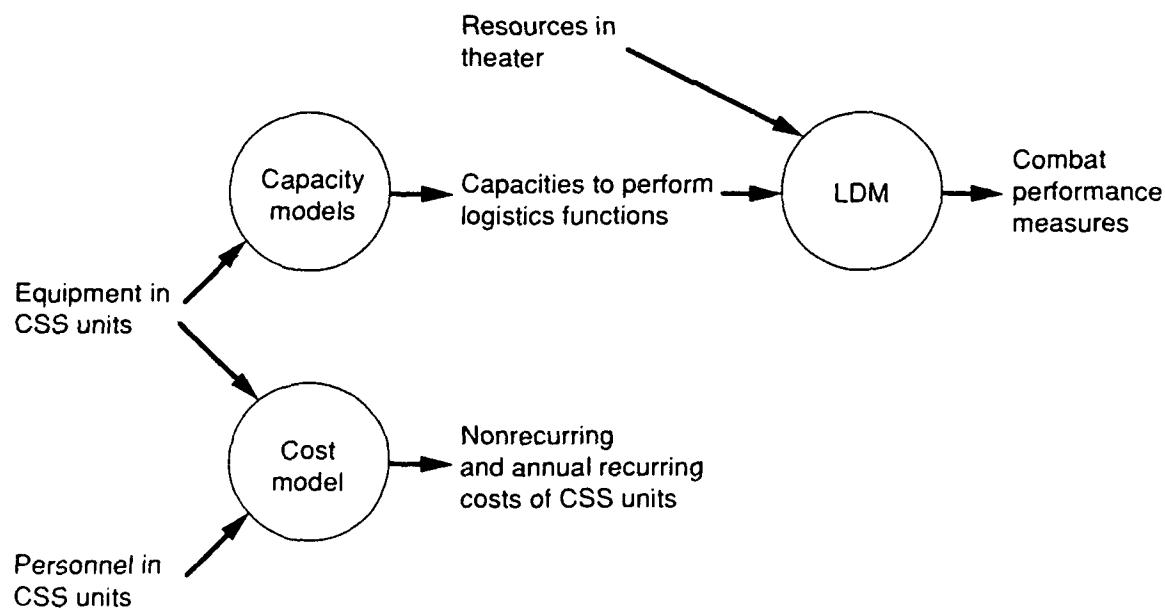 Resources in
theater
Capacity
models
Capacities to perform
logistics functions
LDM
Combat
performance
measures
Equipment in
CSS units
Cost
model
Nonrecurring
and annual recurring
costs of CSS units
Personnel in
CSS units